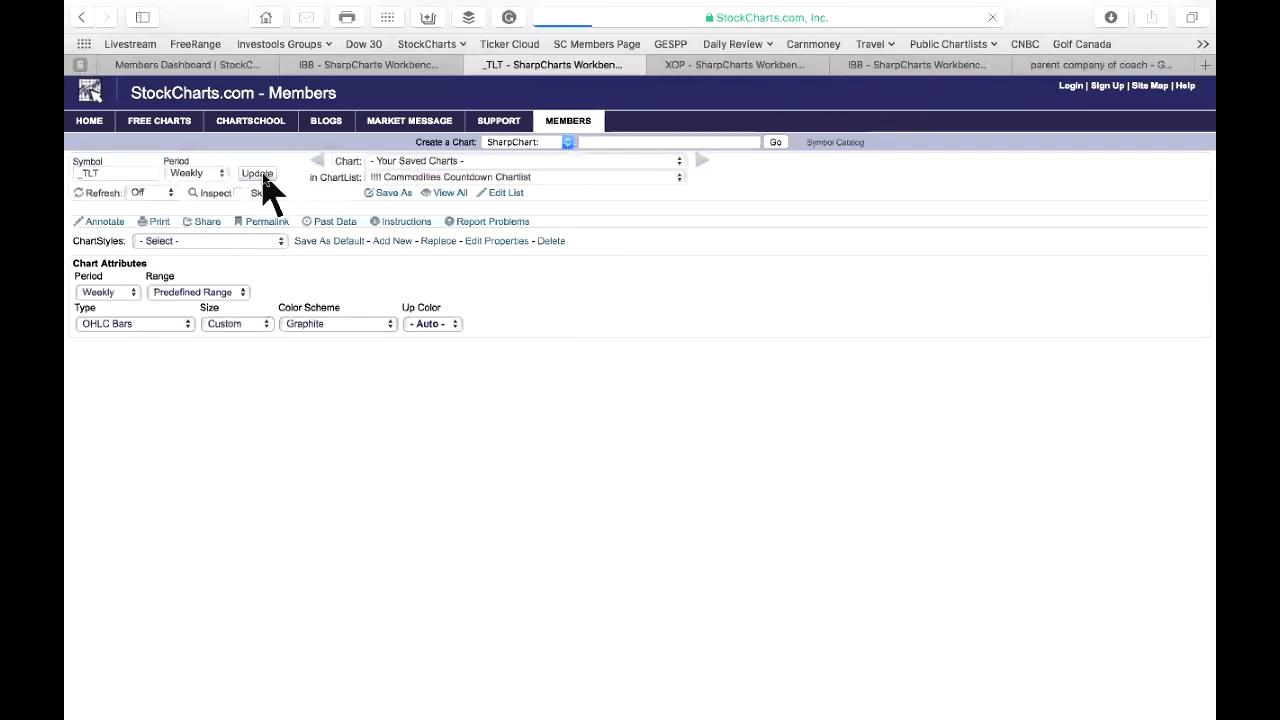 StockCharts.com, Inc.
Livestream FreeRange Investools Groups Dow 30 StockCharts Ticker Cloud SC Members Page GESPP Daily Review Carnmoney Travel Public Chartlists CNBC Golf Canada
Members Dashboard | StockC... IBB - SharpCharts Workbenc... _TLT - SharpCharts Workben... XOP - SharpCharts Workben... IBB - SharpCharts Workbenc... parent company of coach - G...
StockCharts.com - Members
Login | Sign Up | Site Map | Help
HOME FREE CHARTS CHARTSCHOOL BLOGS MARKET MESSAGE SUPPORT MEMBERS
Create a Chart: SharpChart: Go Symbol Catalog
Symbol Period
Chart: - Your Saved Charts -
_TLT Weekly Update
in ChartList: !!!! Commodities Countdown Chartlist
Refresh: Off Inspect
Save As View All Edit List
Annotate Print Share Permalink Past Data Instructions Report Problems
ChartStyles: - Select - Save As Default - Add New - Replace - Edit Properties - Delete
Chart Attributes
Period Range
Weekly Predefined Range
Type Size Color Scheme Up Color
OHLC Bars Custom Graphite - Auto -